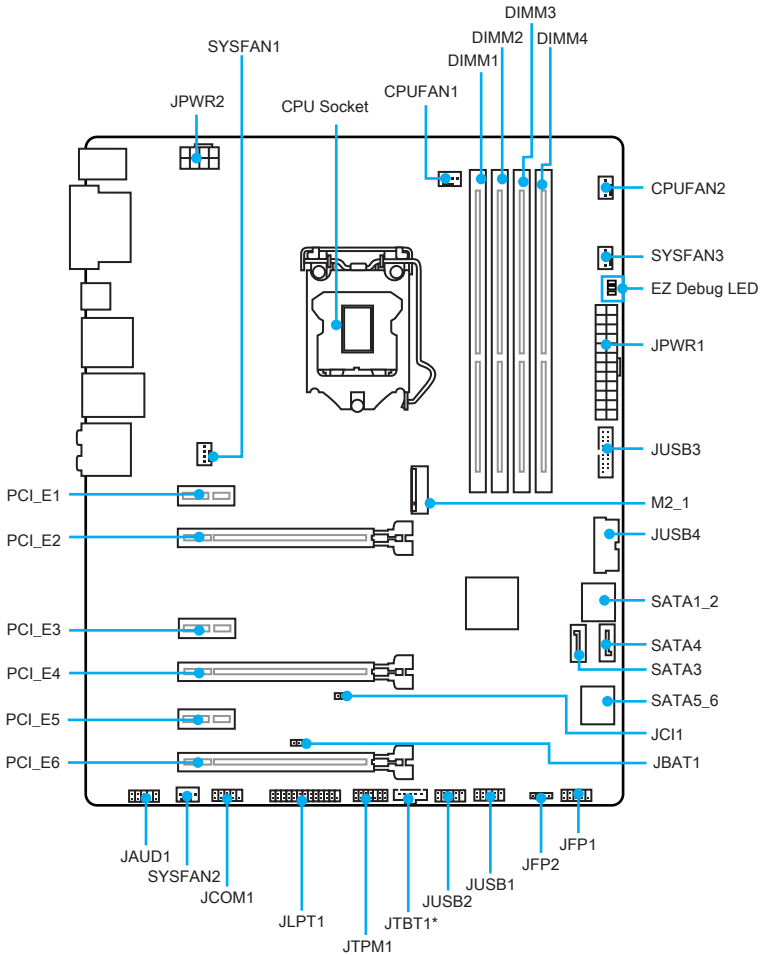 DIMM3
DIMM2
DIMM4
SYSFAN1
DIMM1
CPUFAN1
JPWR2
CPU Socket
CPUFAN2
SYSFAN3
EZ Debug LED
JPWR1
JUSB3
PCI_E1
M2_1
PCI_E2
JUSB4
SATA1_2
PCI_E3
SATA4
SATA3
PCI_E4
SATA5_6
PCI_E5
JCI1
PCI_E6
JBAT1
JAUD1
SYSFAN2
JCOM1
JLPT1
JTPM1
JTBT1*
JUSB2
JUSB1
JFP2
JFP1